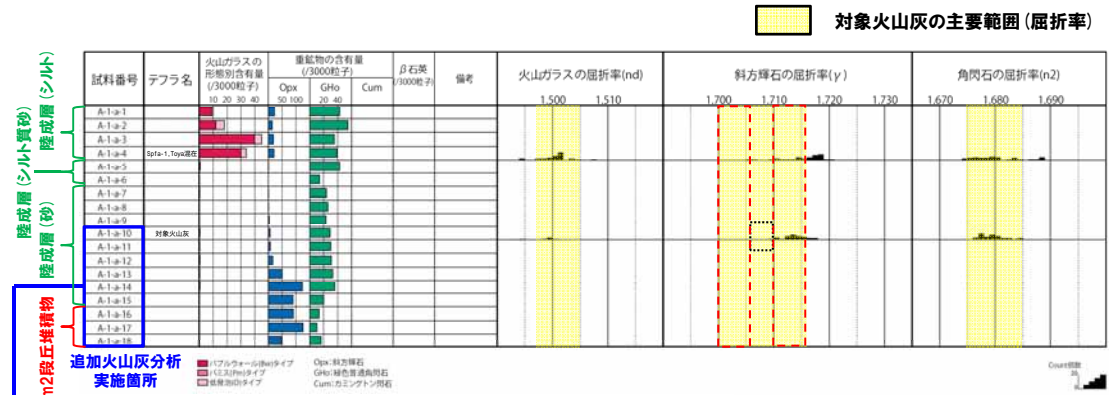 対象火山灰の主要範囲(屈折率)
試料番号
テフラ名
火山ガラスの
形態別含有量
(/3000粒子)
10 20 30 40
重鉱物の含有量
(/3000粒子)
Opx
50 100
GHo
20 40
Cum
β石英
(/3000粒子)
備考
火山ガラスの屈折率(nd)
1.500 1.510
斜方輝石の屈折率(γ)
1.700 1.710 1.720 1.730
角閃石の屈折率(n2)
1.670 1.680 1.690
陸成層(シルト)
陸成層(シルト質砂)
陸成層(砂)
m2段丘堆積物
A-1-a-1
A-1-a-2
A-1-a-3
A-1-a-4 Spfa-1,Toya混在
A-1-a-5
A-1-a-6
A-1-a-7
A-1-a-8
A-1-a-9
A-1-a-10 対象火山灰
A-1-a-11
A-1-a-12
A-1-a-13
A-1-a-14
A-1-a-15
A-1-a-16
A-1-a-17
A-1-a-18
追加火山灰分析
実施箇所
バブルウォール(Bw)タイプ
パミス(Pm)タイプ
低発泡(O)タイプ
Opx:斜方輝石
GHo:緑色普通角閃石
Cum:カミングトン閃石